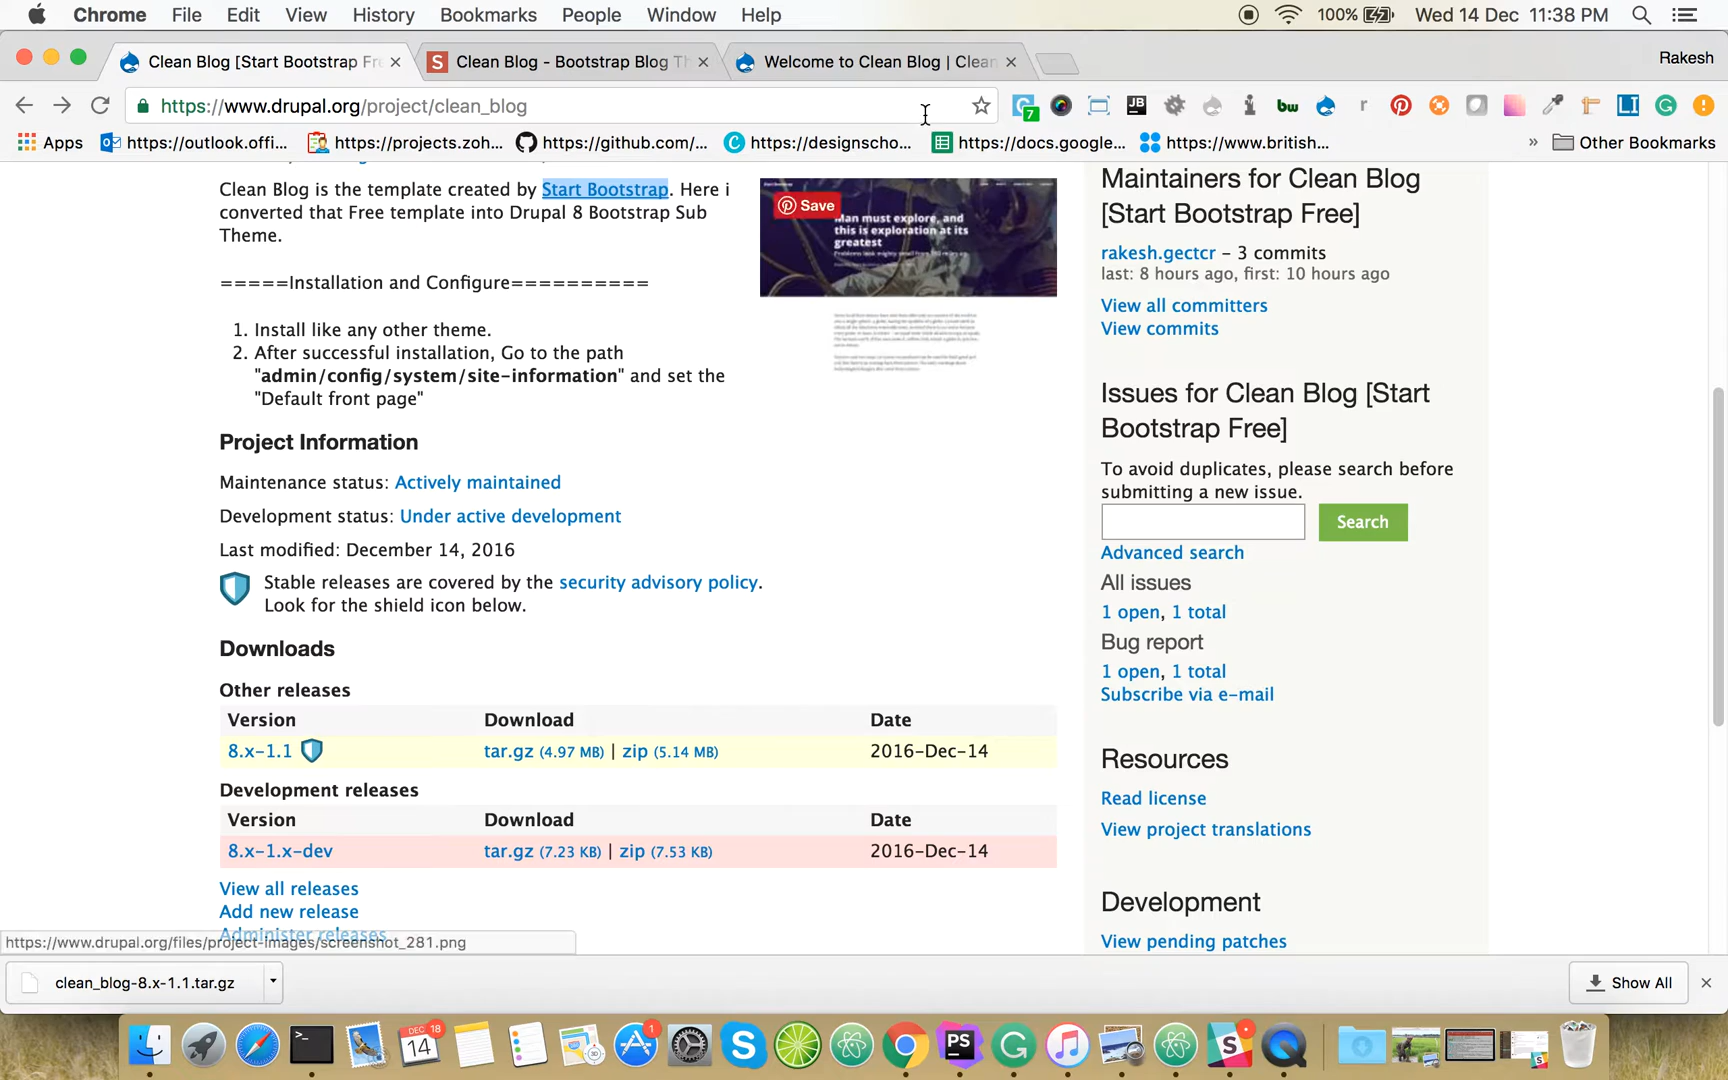 Chrome File Edit View History Bookmarks People Window Help 100% Wed 14 Dec 11:38 PM
Clean Blog [Start Bootstrap Fre Clean Blog - Bootstrap Blog Th Welcome to Clean Blog | Clean Rakesh
https://www.drupal.org/project/clean_blog
Apps https://outlook.offi... https://projects.zoh... https://github.com/... https://designscho... https://docs.google... https://www.british... » Other Bookmarks
Clean Blog is the template created by Start Bootstrap. Here i
converted that Free template into Drupal 8 Bootstrap Sub
Theme.
=====Installation and Configure==========
1. Install like any other theme.
2. After successful installation, Go to the path
"admin/config/system/site-information" and set the
"Default front page"
Save
Man must explore, and
this is exploration at its
greatest
Project Information
Maintenance status: Actively maintained
Development status: Under active development
Last modified: December 14, 2016
Stable releases are covered by the security advisory policy.
Look for the shield icon below.
Downloads
Other releases
Version Download Date
8.x-1.1 tar.gz (4.97 MB) | zip (5.14 MB) 2016-Dec-14
Development releases
Version Download Date
8.x-1.x-dev tar.gz (7.23 KB) | zip (7.53 KB) 2016-Dec-14
View all releases
Add new release
Administer releases
Maintainers for Clean Blog
[Start Bootstrap Free]
rakesh.gectcr – 3 commits
last: 8 hours ago, first: 10 hours ago
View all committers
View commits
Issues for Clean Blog [Start
Bootstrap Free]
To avoid duplicates, please search before
submitting a new issue.
Search
Advanced search
All issues
1 open, 1 total
Bug report
1 open, 1 total
Subscribe via e-mail
Resources
Read license
View project translations
Development
View pending patches
https://www.drupal.org/files/project-images/screenshot_281.png
clean_blog-8.x-1.1.tar.gz Show All